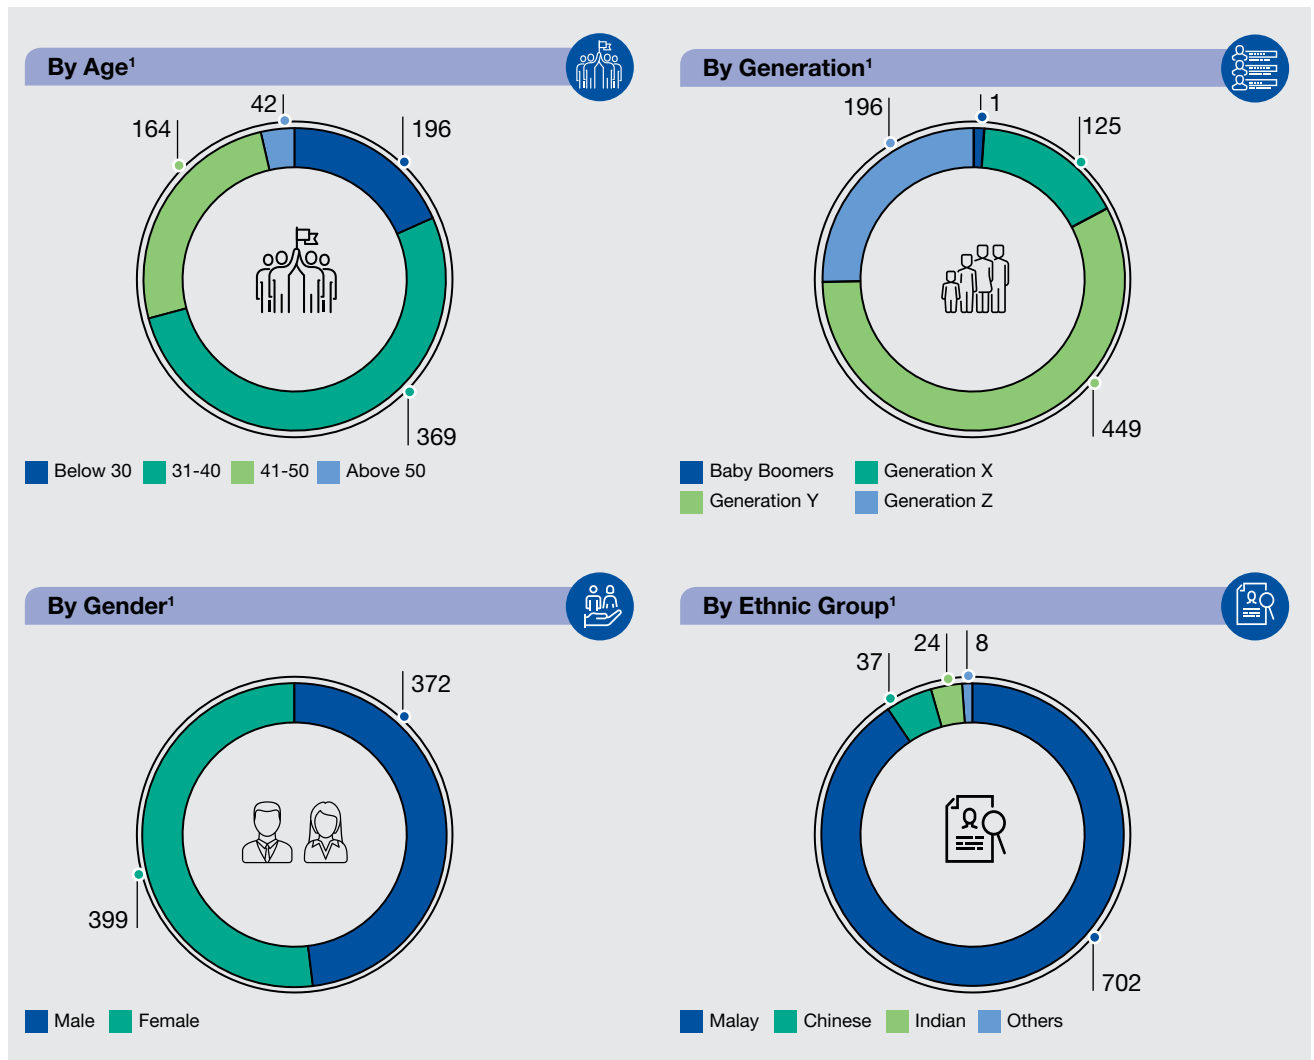 By Age¹
42
164
196
369
Below 30 31-40 41-50 Above 50
By Generation¹
196
1
125
449
Baby Boomers Generation X
Generation Y Generation Z
By Gender¹
372
399
Male Female
By Ethnic Group¹
24
8
37
702
Malay Chinese Indian Others